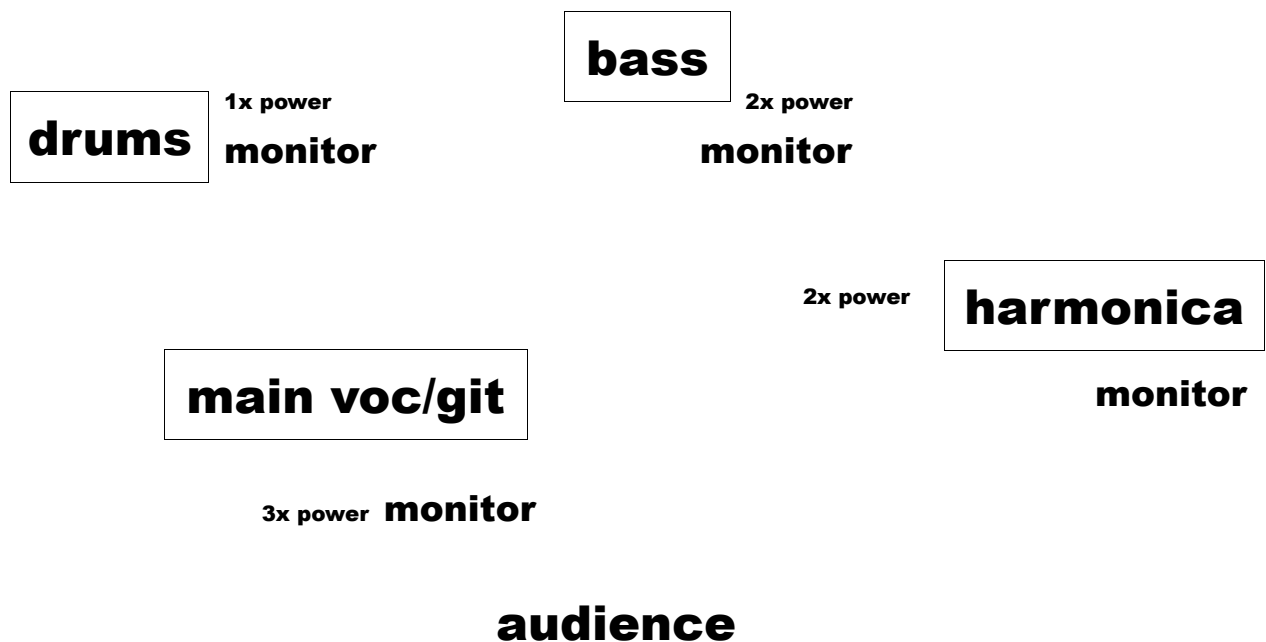 bass
1x power
2x power
drums
monitor
monitor
2x power
harmonica
main voc/git
monitor
3x power monitor
audience